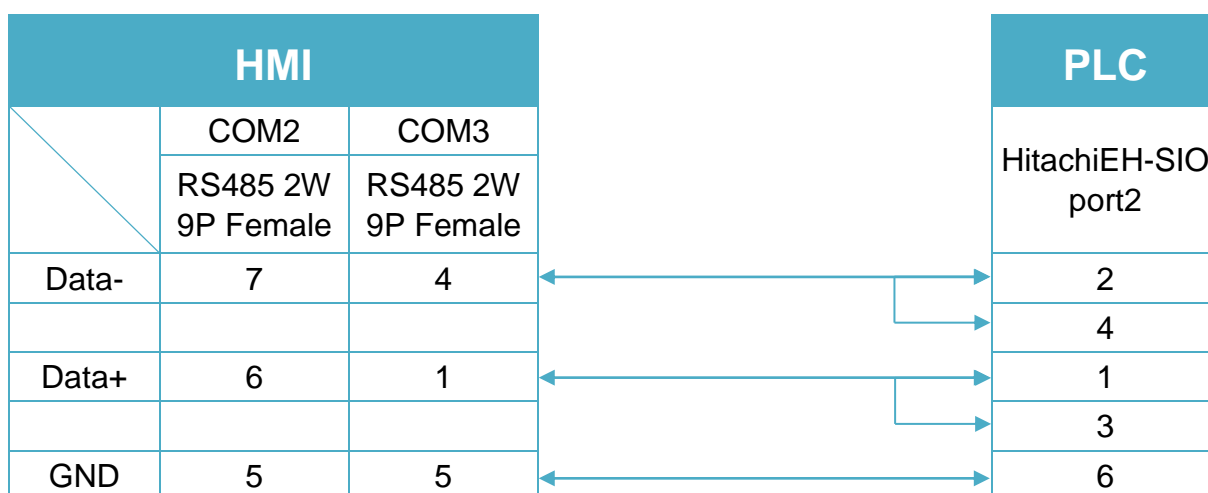 HMI PLC
COM2 COM3
HitachiEH-SIO
port2
RS485 2W RS485 2W
9P Female 9P Female
Data- 7 4 2
4
Data+ 6 1 1
3
GND 5 5 6